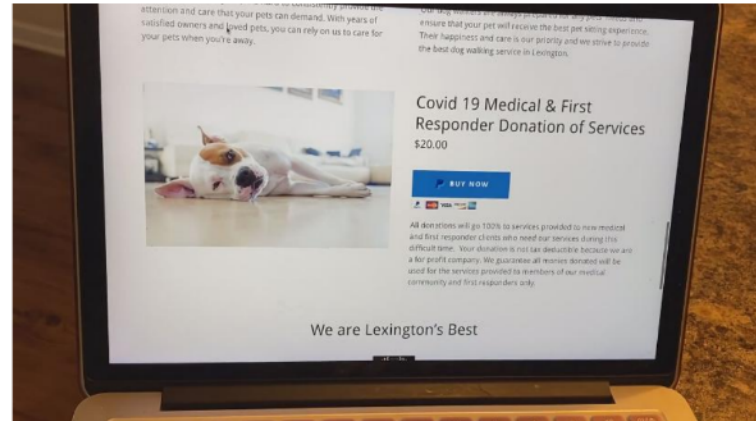 attention and care that your pets can demand. With years of
satisfied owners and loved pets, you can rely on us to care for
your pets when you're away.
ensure that your pet will receive the best pet sitting experience.
Their happiness and care is our priority and we strive to provide
the best dog walking service in Lexington.
Covid 19 Medical & First
Responder Donation of Services
$20.00
BUY NOW
VISA
All donations will go 100% to services provided to new medical
and first responder clients who need our services during this
difficult time. Your donation is not tax deductible because we are
a for profit company. We guarantee all monies donated will be
used for the services provided to members of our medical
community and first responders only.
We are Lexington's Best